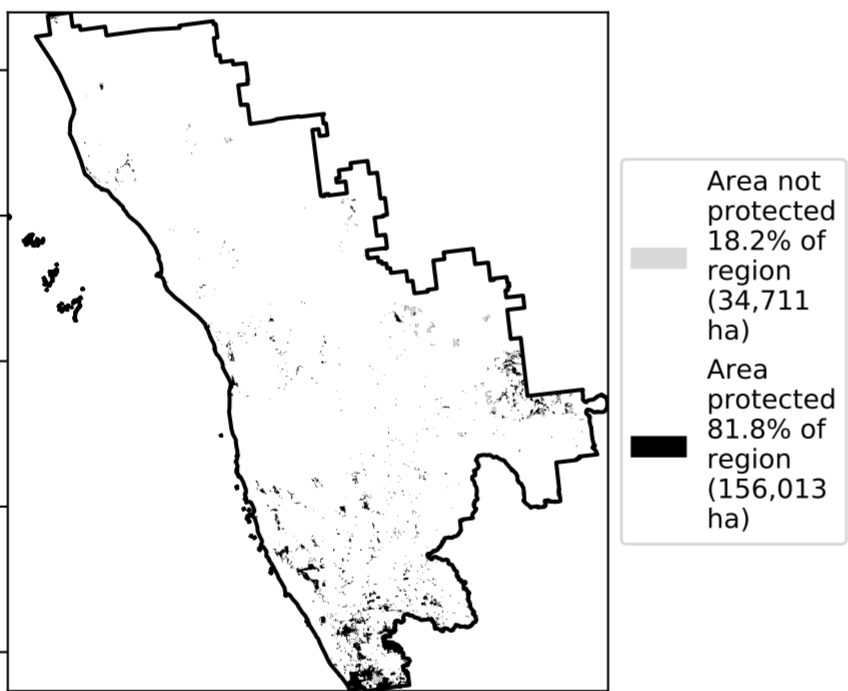 Area not
protected
18.2% of
region
(34,711
ha)
Area
protected
81.8% of
region
(156,013
ha)